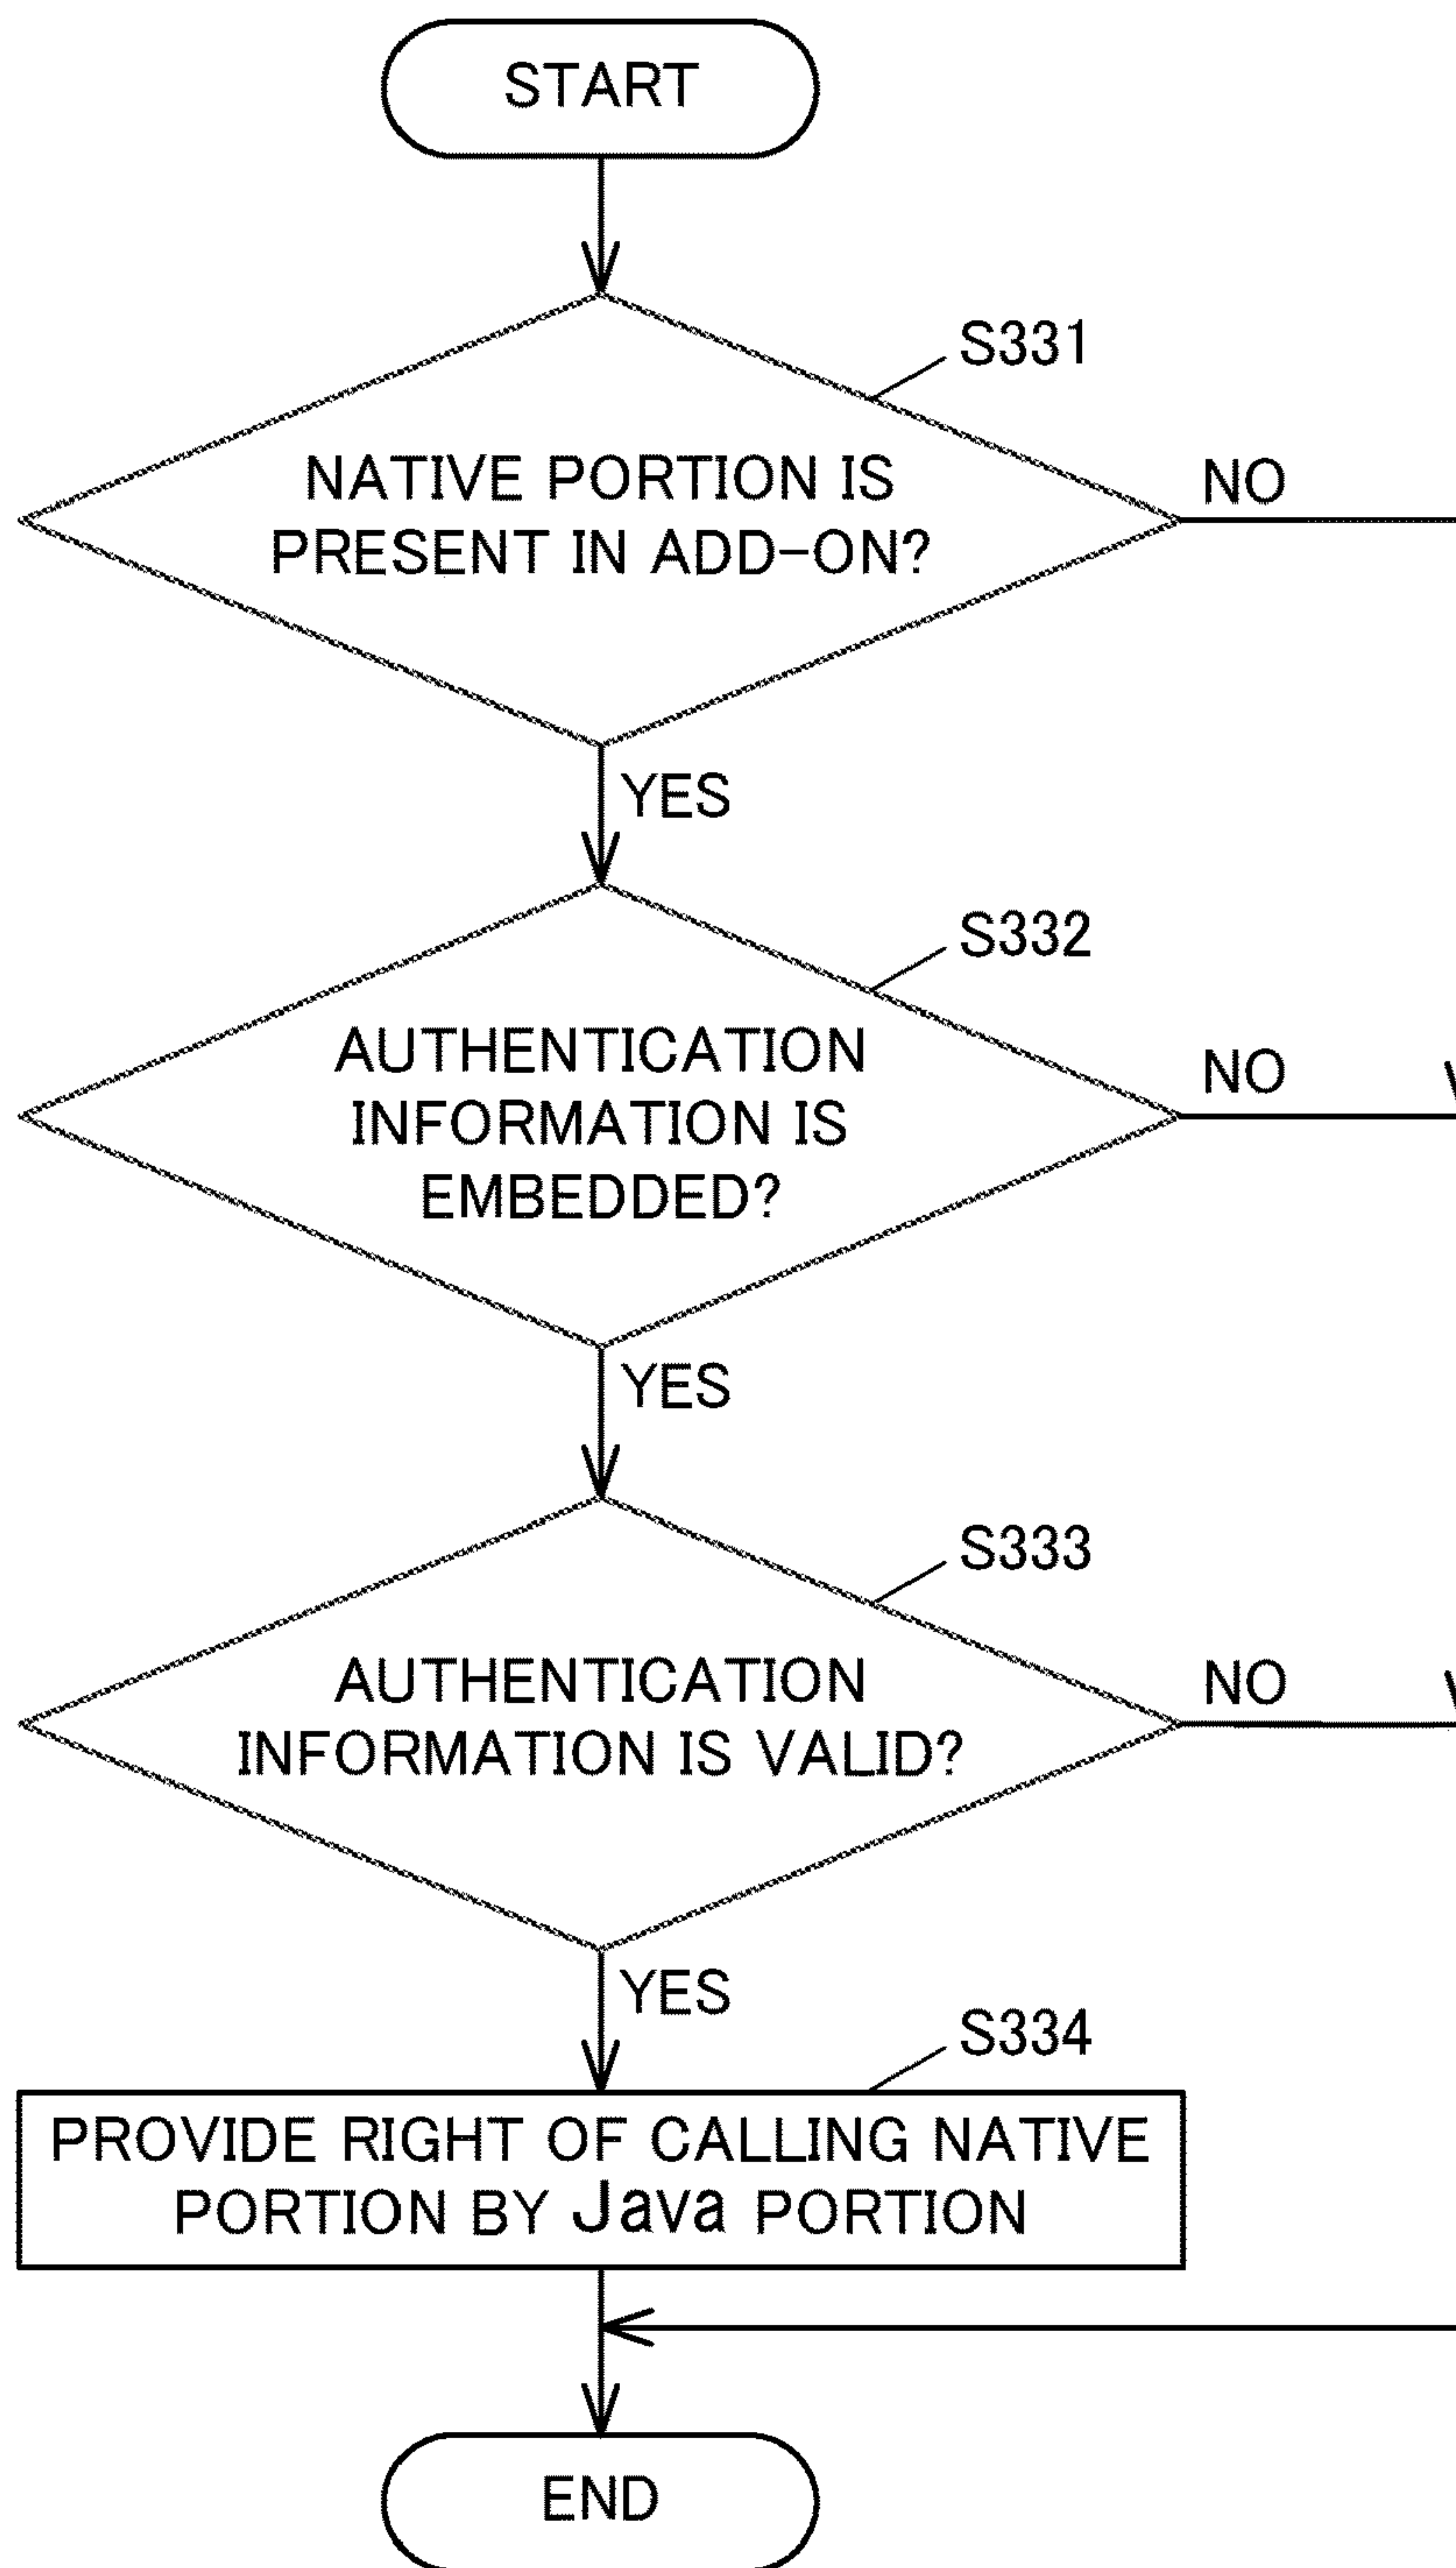 START
S331
NATIVE PORTION IS
PRESENT IN ADD-ON?
NO
YES
S332
AUTHENTICATION
INFORMATION IS
EMBEDDED?
NO
YES
S333
AUTHENTICATION
INFORMATION IS VALID?
NO
YES
S334
PROVIDE RIGHT OF CALLING NATIVE
PORTION BY Java PORTION
END